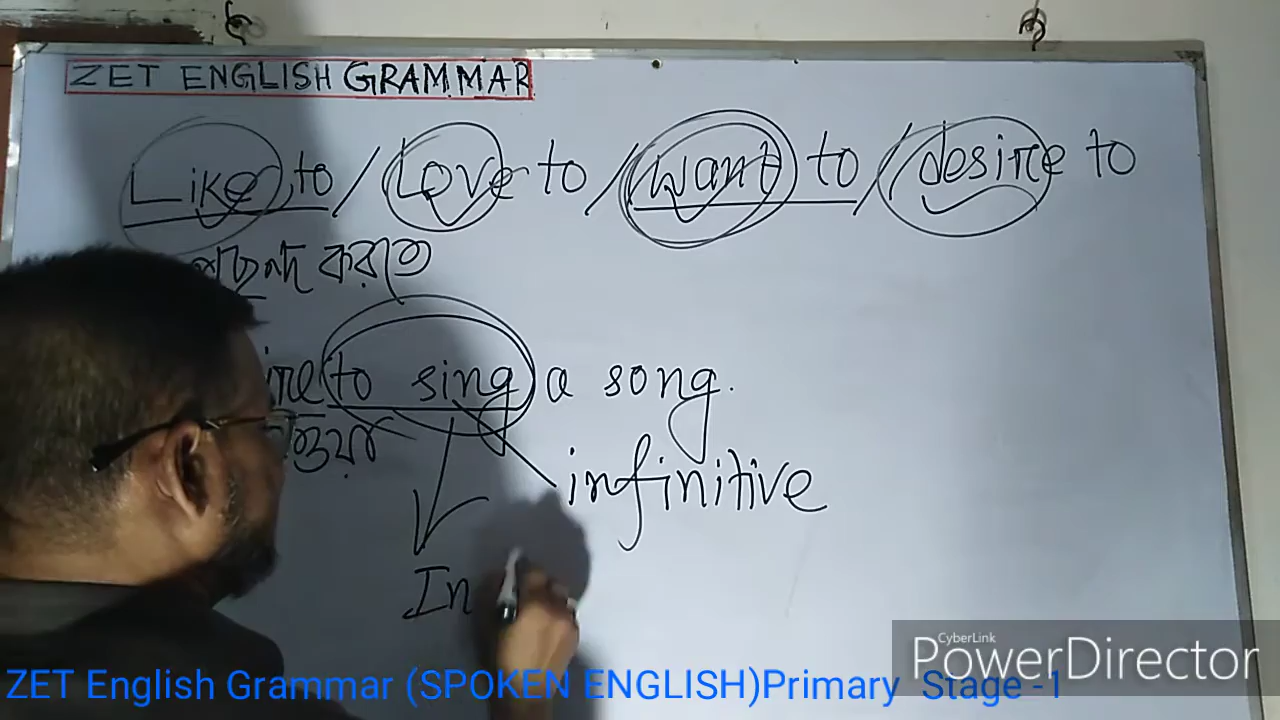 ZET ENGLISH GRAMMAR
Like to / Love to / want to / desire to
পছন্দ করতে
to sing a song.
infinitive
In
CyberLink
PowerDirector
ZET English Grammar (SPOKEN ENGLISH)Primary Stage -1